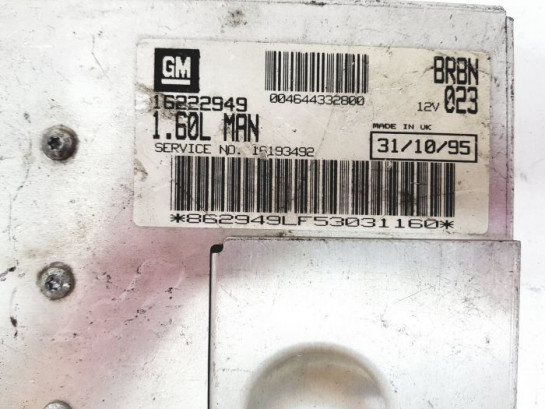 GM
004644332800
BRBN
16222949
12V 023
1.60L MAN
MADE IN UK
SERVICE NO. 16193492
31/10/95
*862949LF53031160*